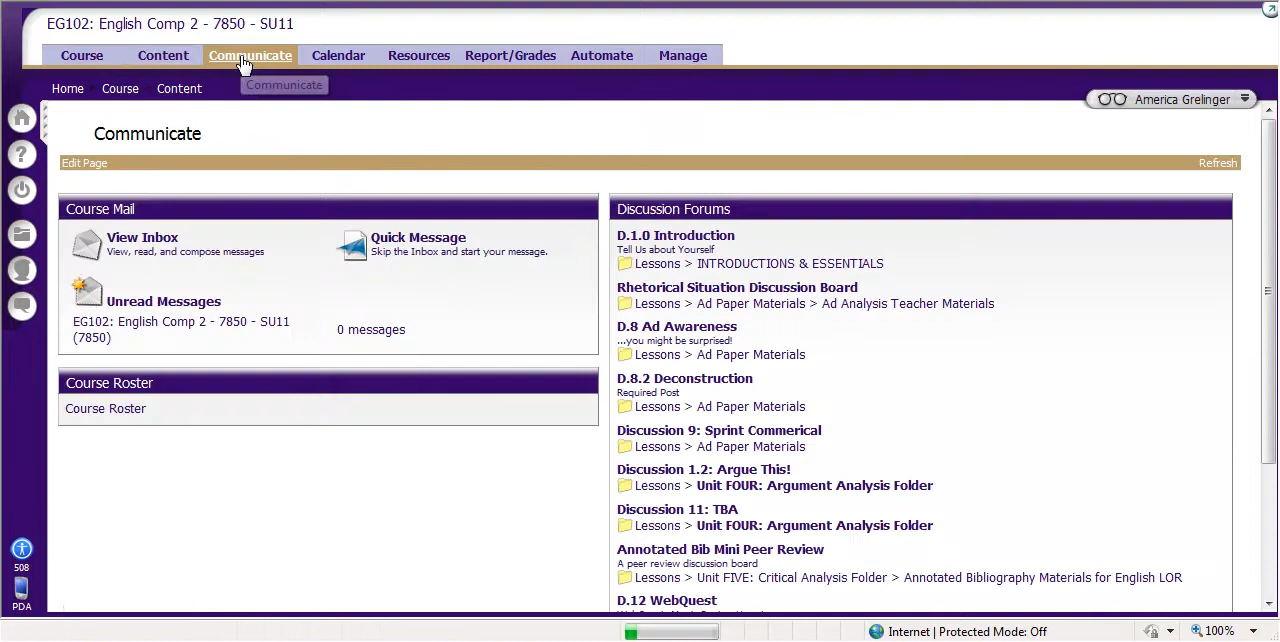 EG102: English Comp 2 - 7850 - SU11
Course Content Communicate Calendar Resources Report/Grades Automate Manage
Communicate
Home Course Content
America Grelinger
Communicate
Edit Page Refresh
Course Mail
View Inbox
View, read, and compose messages
Quick Message
Skip the Inbox and start your message.
Unread Messages
EG102: English Comp 2 - 7850 - SU11
(7850)
0 messages
Course Roster
Course Roster
Discussion Forums
D.1.0 Introduction
Tell Us about Yourself
Lessons > INTRODUCTIONS & ESSENTIALS
Rhetorical Situation Discussion Board
Lessons > Ad Paper Materials > Ad Analysis Teacher Materials
D.8 Ad Awareness
...you might be surprised!
Lessons > Ad Paper Materials
D.8.2 Deconstruction
Required Post
Lessons > Ad Paper Materials
Discussion 9: Sprint Commerical
Lessons > Ad Paper Materials
Discussion 1.2: Argue This!
Lessons > Unit FOUR: Argument Analysis Folder
Discussion 11: TBA
Lessons > Unit FOUR: Argument Analysis Folder
Annotated Bib Mini Peer Review
A peer review discussion board
Lessons > Unit FIVE: Critical Analysis Folder > Annotated Bibliography Materials for English LOR
D.12 WebQuest
508
PDA
Internet | Protected Mode: Off
100%